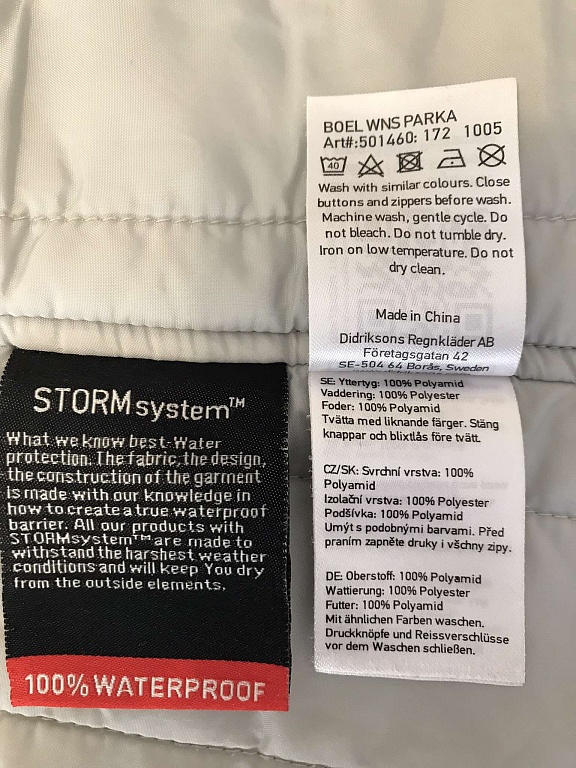 BOEL WNS PARKA
Art#:501460: 172 1005
40
Wash with similar colours. Close
buttons and zippers before wash.
Machine wash, gentle cycle. Do
not bleach. Do not tumble dry.
Iron on low temperature. Do not
dry clean.
Made in China
Didriksons Regnkläder AB
Företagsgatan 42
SE-504 64 Borås, Sweden
SE: Yttertyg: 100% Polyamid
Vaddering: 100% Polyester
Foder: 100% Polyamid
Tvätta med liknande färger. Stäng
knappar och blixtlås före tvätt.
CZ/SK: Svrchní vrstva: 100%
Polyamid
Izolační vrstva: 100% Polyester
Podšívka: 100% Polyamid
Umýt s podobnými barvami. Před
praním zapněte druky i všchny zipy.
DE: Oberstoff: 100% Polyamid
Wattierung: 100% Polyester
Futter: 100% Polyamid
Mit ähnlichen Farben waschen.
Druckknöpfe und Reissverschlüsse
vor dem Waschen schließen.
STORMsystem™
What we know best-Water
protection. The fabric, the design,
the construction of the garment
is made with our knowledge in
how to create a true waterproof
barrier. All our products with
STORMsystem™ are made to
withstand the harshest weather
conditions and will keep You dry
from the outside elements.
100% WATERPROOF